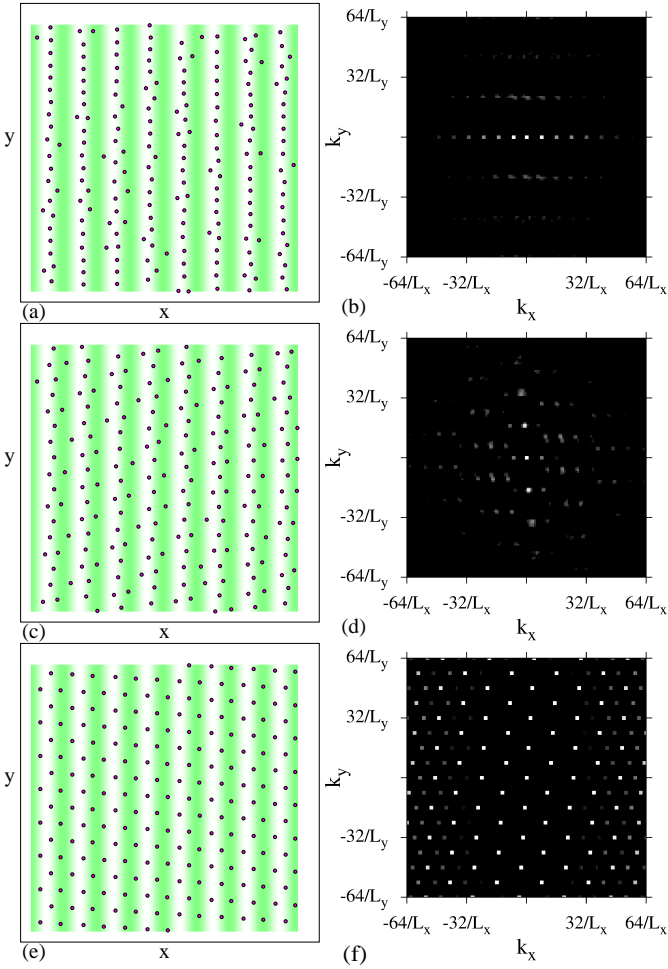 y
x
(a)
64/L_y
32/L_y
k_y
-32/L_y
-64/L_y
-64/L_x -32/L_x 32/L_x 64/L_x
k_x
(b)
y
x
(c)
64/L_y
32/L_y
k_y
-32/L_y
-64/L_y
-64/L_x -32/L_x 32/L_x 64/L_x
k_x
(d)
y
x
(e)
64/L_y
32/L_y
k_y
-32/L_y
-64/L_y
-64/L_x -32/L_x 32/L_x 64/L_x
k_x
(f)